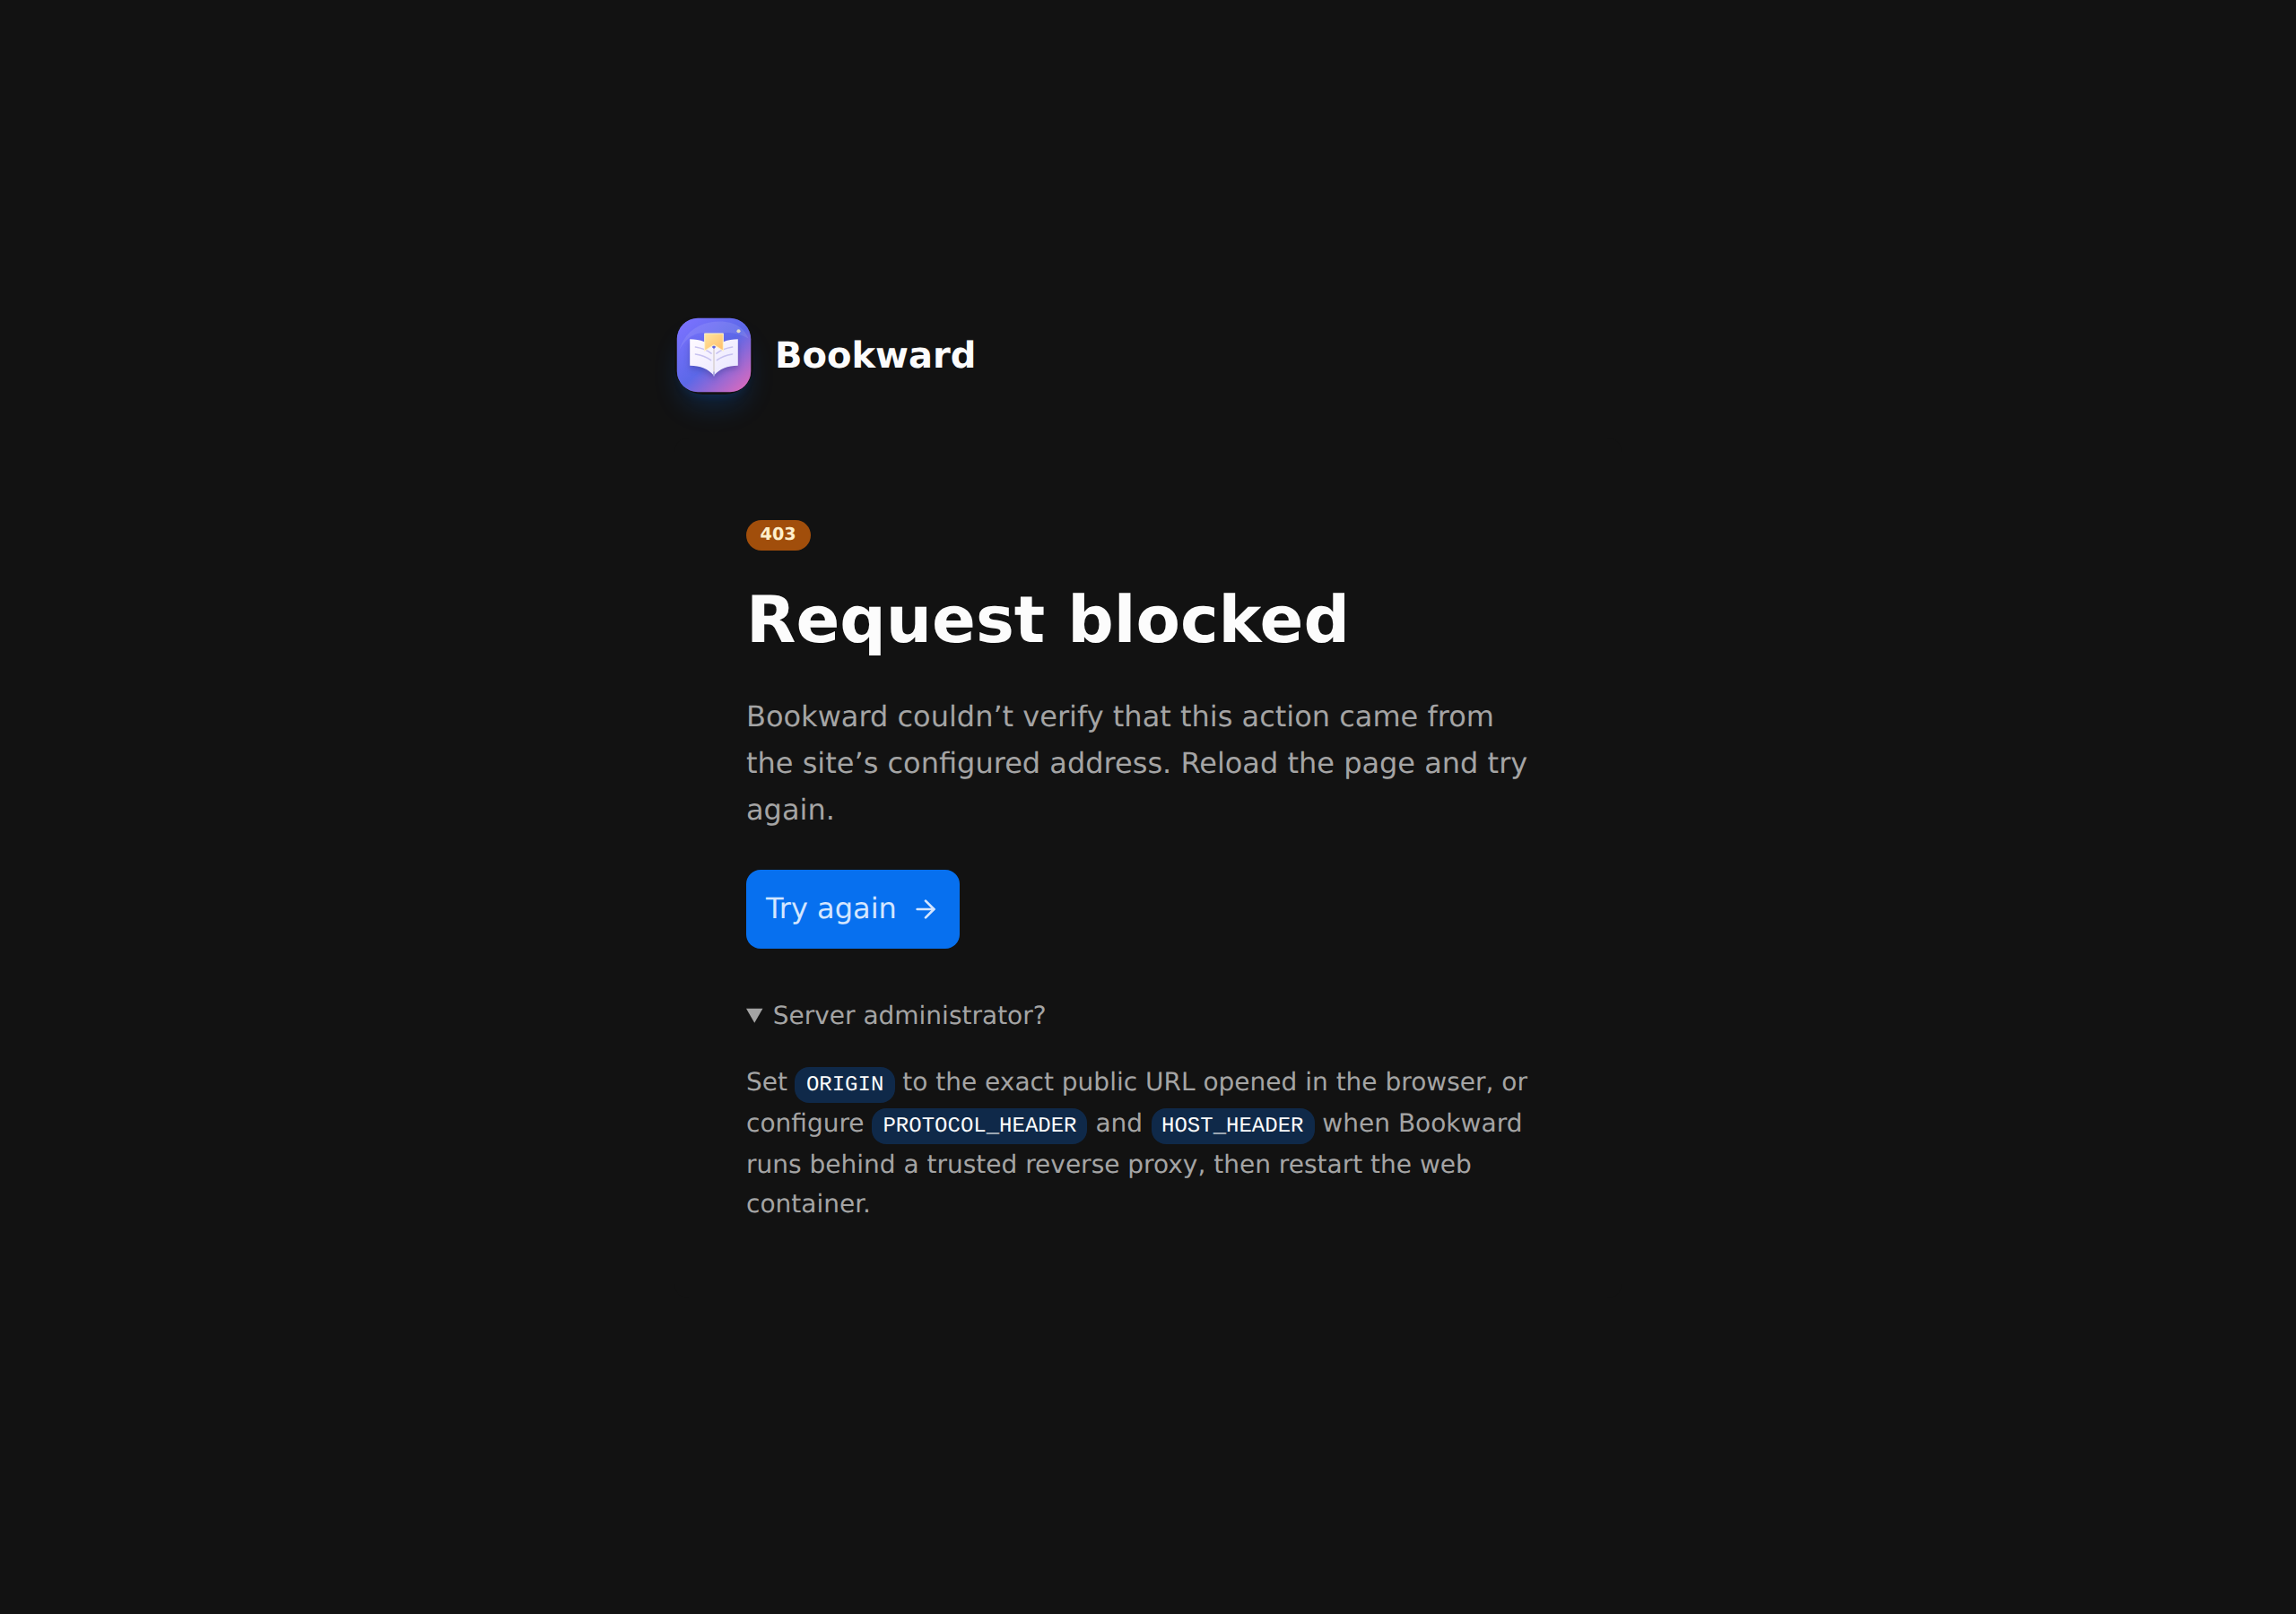 Bookward
403
Request blocked
Bookward couldn’t verify that this action came from
the site’s configured address. Reload the page and try
again.
Try again →
▼ Server administrator?
Set ORIGIN to the exact public URL opened in the browser, or
configure PROTOCOL_HEADER and HOST_HEADER when Bookward
runs behind a trusted reverse proxy, then restart the web
container.